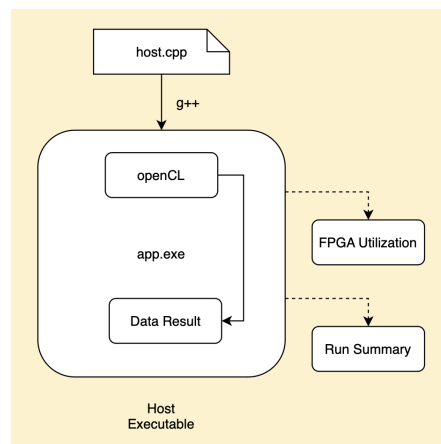 host.cpp
g++
openCL
app.exe
FPGA Utilization
Data Result
Run Summary
Host
Executable